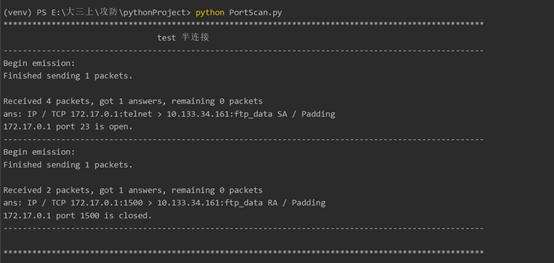 (venv) PS E:\大三上\攻防\pythonProject> python PortScan.py
****************************************************************************************************
test 半连接
----------------------------------------------------------------------------------------------------
Begin emission:
Finished sending 1 packets.
Received 4 packets, got 1 answers, remaining 0 packets
ans: IP / TCP 172.17.0.1:telnet > 10.133.34.161:ftp_data SA / Padding
172.17.0.1 port 23 is open.
----------------------------------------------------------------------------------------------------
Begin emission:
Finished sending 1 packets.
Received 2 packets, got 1 answers, remaining 0 packets
ans: IP / TCP 172.17.0.1:1500 > 10.133.34.161:ftp_data RA / Padding
172.17.0.1 port 1500 is closed.
----------------------------------------------------------------------------------------------------
****************************************************************************************************